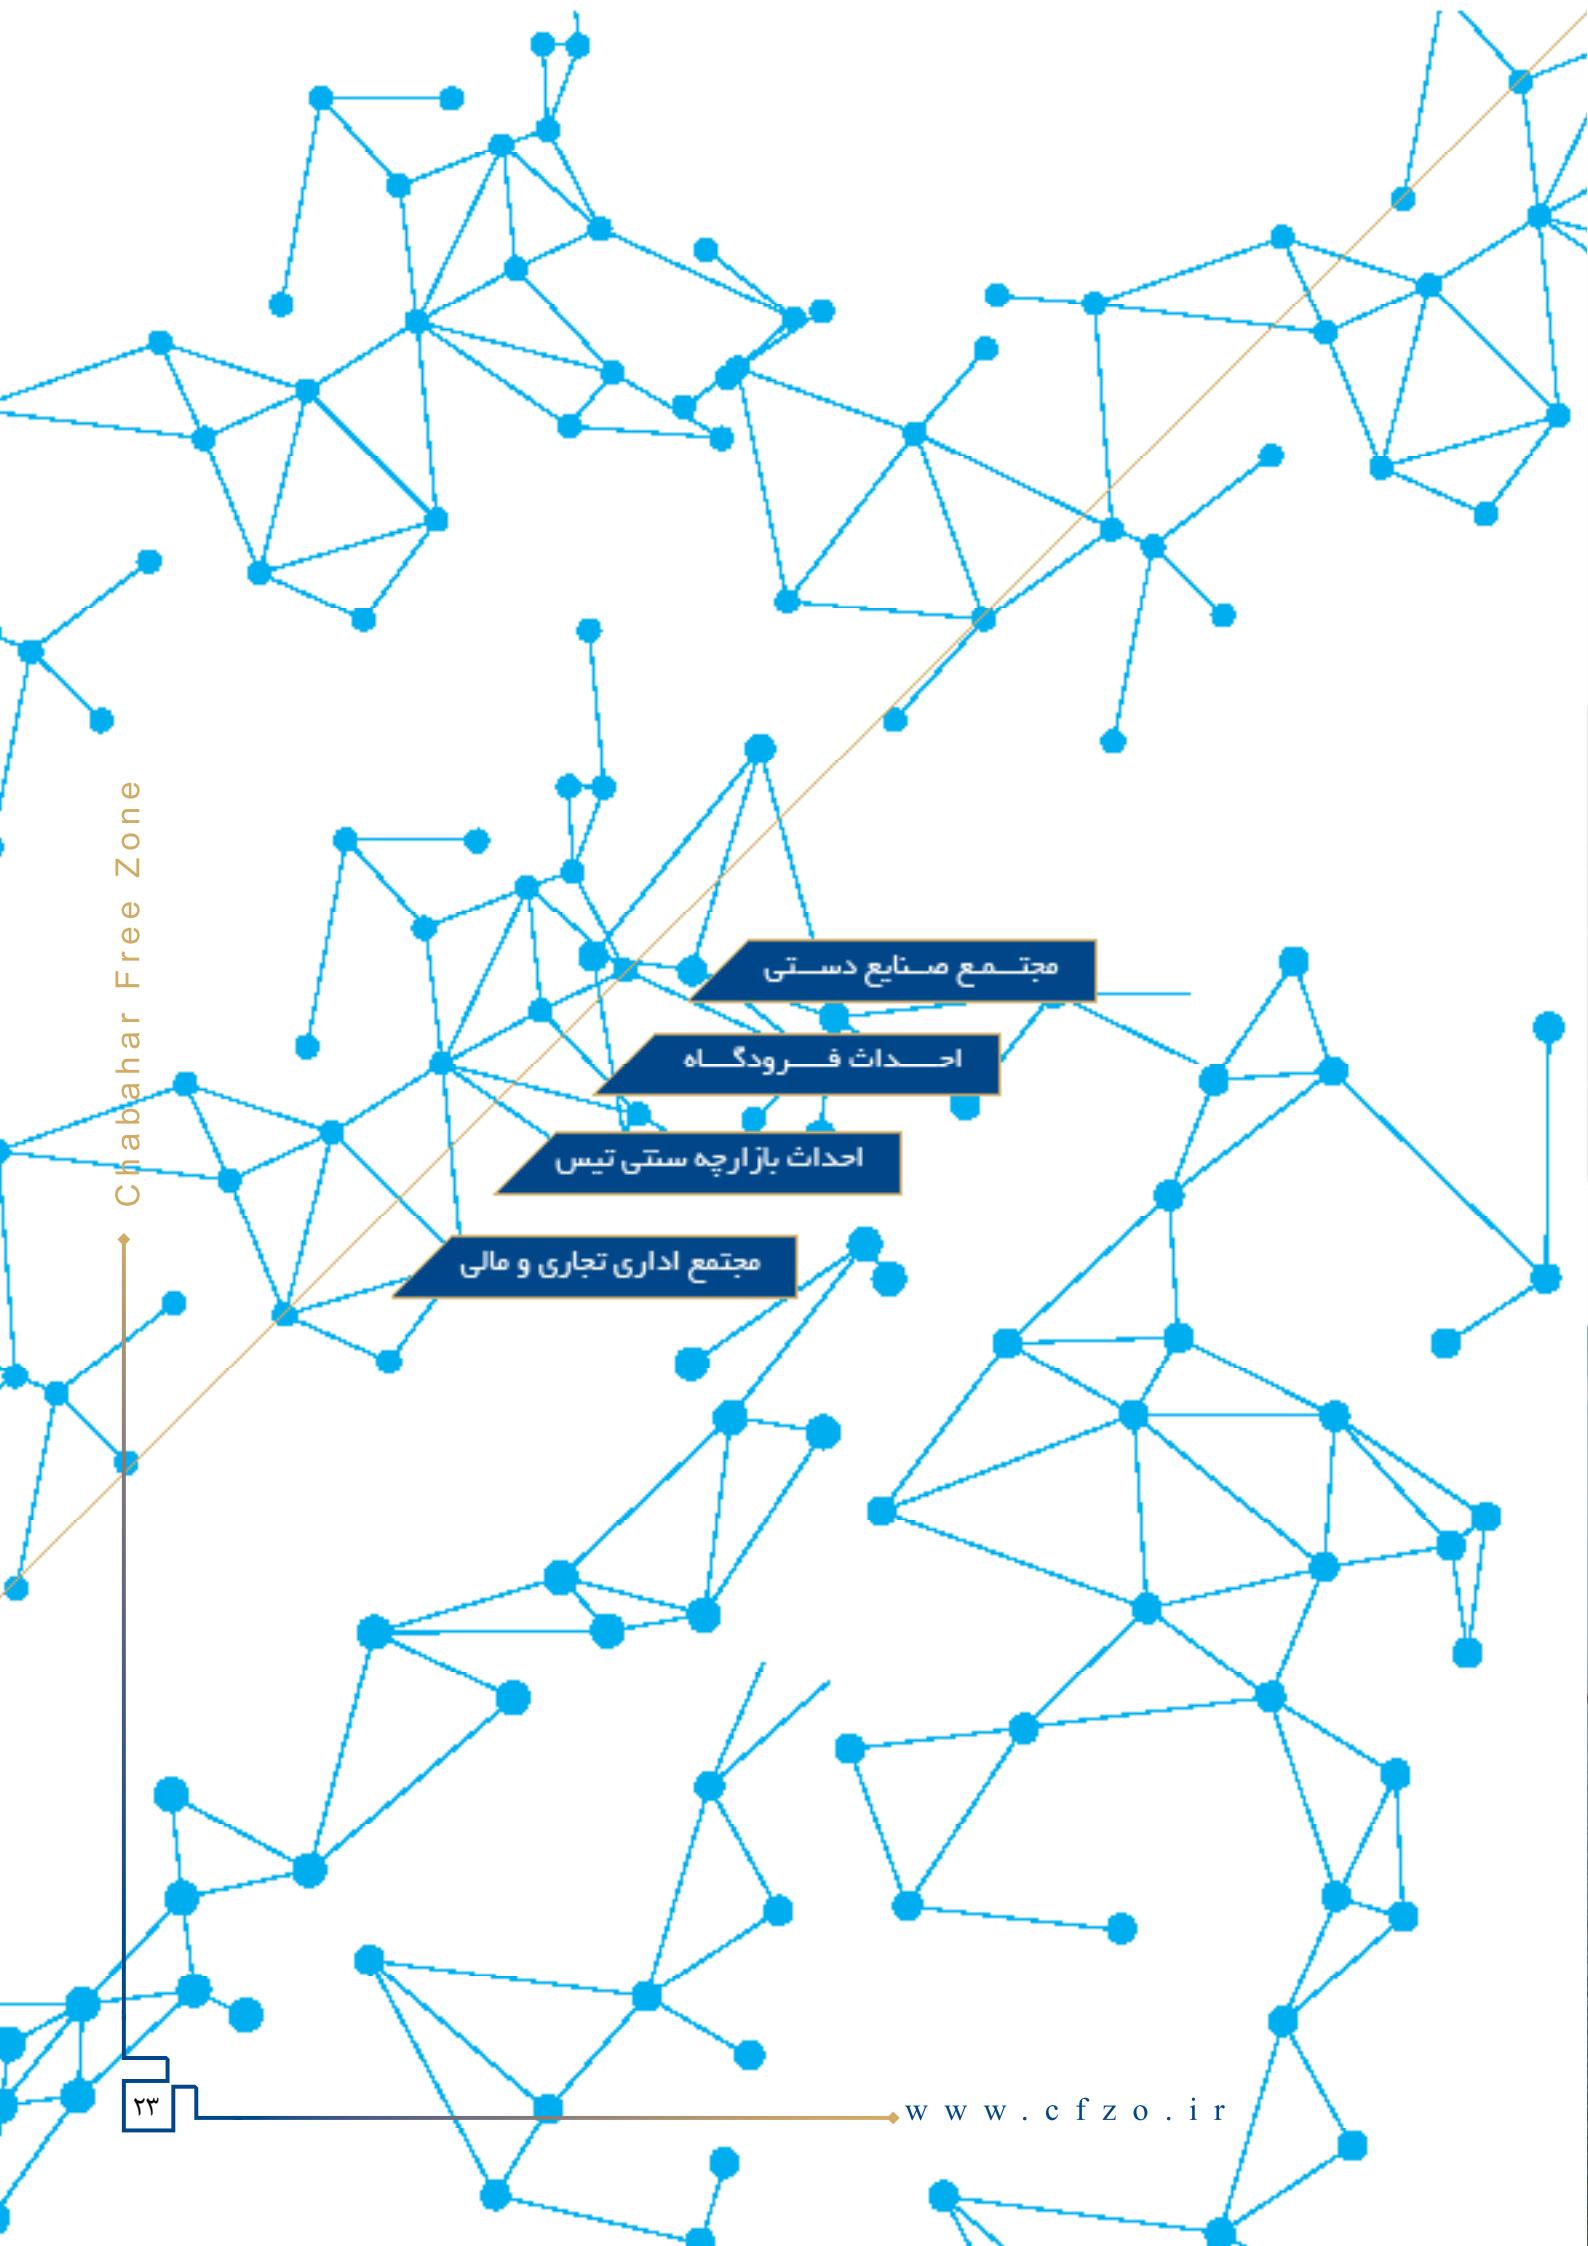 Chabahar Free Zone
مجتمع صنایع دستی
احداث فرودگاه
احداث بازارچه سنتی تیس
مجتمع اداری تجاری و مالی
۲۳
www.cfzo.ir